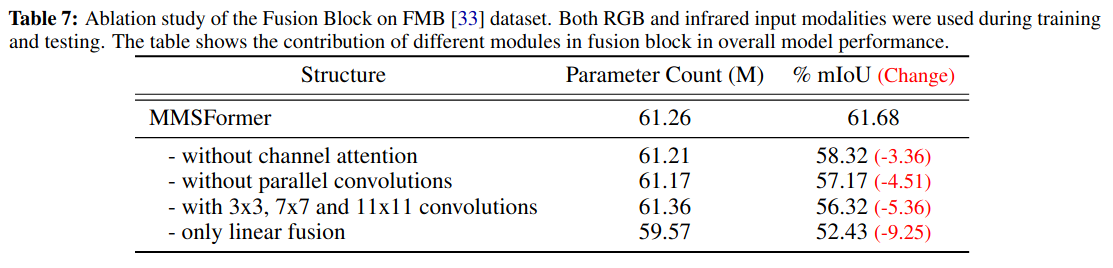 Table 7: Ablation study of the Fusion Block on FMB [33] dataset. Both RGB and infrared input modalities were used during training
and testing. The table shows the contribution of different modules in fusion block in overall model performance.
Structure Parameter Count (M) % mIoU (Change)
MMSFormer 61.26 61.68
- without channel attention 61.21 58.32 (-3.36)
- without parallel convolutions 61.17 57.17 (-4.51)
- with 3x3, 7x7 and 11x11 convolutions 61.36 56.32 (-5.36)
- only linear fusion 59.57 52.43 (-9.25)